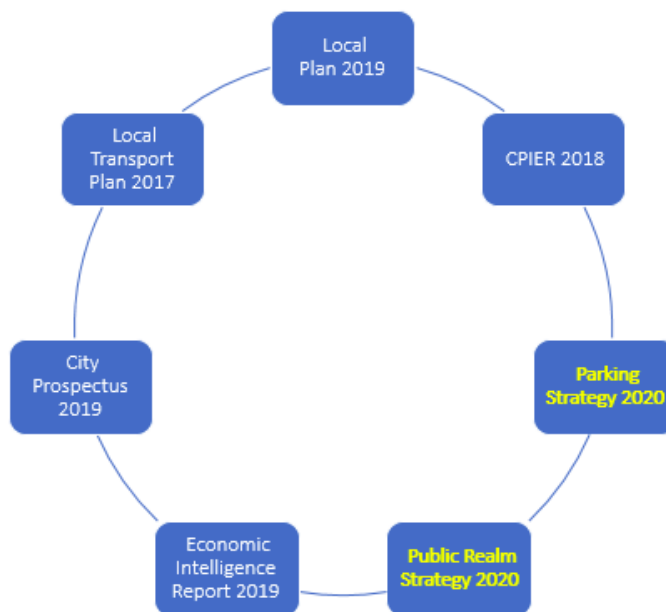 Local
Plan 2019
CPIER 2018
Parking
Strategy 2020
Public Realm
Strategy 2020
Economic
Intelligence
Report 2019
City
Prospectus
2019
Local
Transport
Plan 2017